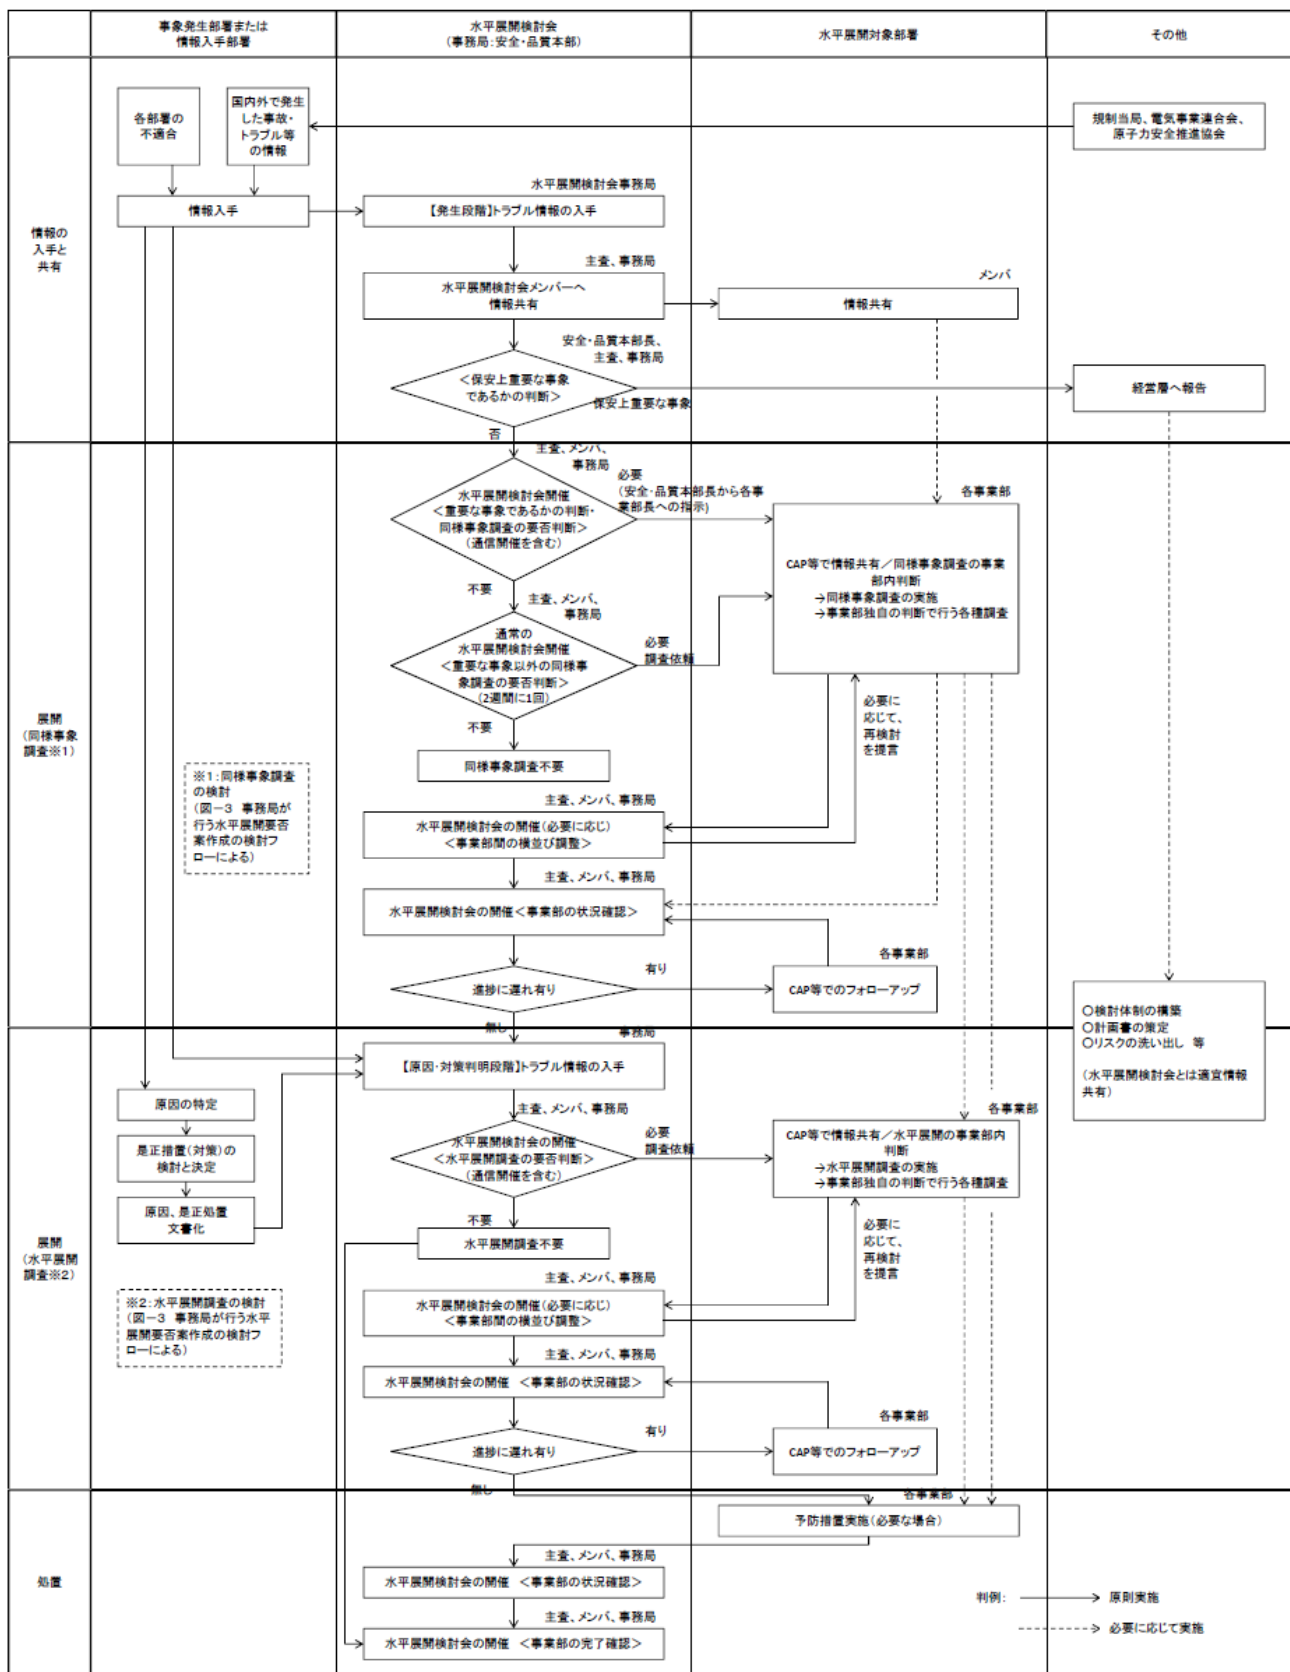 事象発生部署または
情報入手部署
水平展開検討会
(事務局:安全・品質本部)
水平展開対象部署
その他
情報の
入手と
共有
各部署の
不適合
国内外で発生
した事故・
トラブル等
の情報
規制当局、電気事業連合会、
原子力安全推進協会
情報入手
水平展開検討会事務局
【発生段階】トラブル情報の入手
主査、事務局
水平展開検討会メンバーへ
情報共有
メンバ
情報共有
安全・品質本部長、
主査、事務局
<保安上重要な事象
であるかの判断>
保安上重要な事象
経営層へ報告
否
展開
(同様事象
調査※1)
主査、メンバ、
事務局
水平展開検討会開催
<重要な事象であるかの判断・
同様事象調査の要否判断>
(通信開催を含む)
必要
(安全・品質本部長から各事
業部長への指示)
各事業部
CAP等で情報共有/同様事象調査の事業
部内判断
→同様事象調査の実施
→事業部独自の判断で行う各種調査
不要
主査、メンバ、
事務局
通常の
水平展開検討会開催
<重要な事象以外の同様事
象調査の要否判断>
(2週間に1回)
必要
調査依頼
不要
同様事象調査不要
必要に
応じて、
再検討
を提言
※1:同様事象調査
の検討
(図-3 事務局が
行う水平展開要否
案作成の検討フ
ローによる)
主査、メンバ、事務局
水平展開検討会の開催(必要に応じ)
<事業部間の横並び調整>
主査、メンバ、事務局
水平展開検討会の開催<事業部の状況確認>
進捗に遅れ有り
有り
各事業部
CAP等でのフォローアップ
無し
○検討体制の構築
○計画書の策定
○リスクの洗い出し 等
(水平展開検討会とは適宜情報
共有)
展開
(水平展開
調査※2)
事務局
【原因・対策判明段階】トラブル情報の入手
原因の特定
是正措置(対策)の
検討と決定
原因、是正処置
文書化
主査、メンバ、事務局
水平展開検討会の開催
<水平展開調査の要否判断>
(通信開催を含む)
必要
調査依頼
各事業部
CAP等で情報共有/水平展開の事業部内
判断
→水平展開調査の実施
→事業部独自の判断で行う各種調査
不要
水平展開調査不要
必要に
応じて、
再検討
を提言
※2:水平展開調査の検討
(図-3 事務局が行う水平
展開要否案作成の検討フ
ローによる)
主査、メンバ、事務局
水平展開検討会の開催(必要に応じ)
<事業部間の横並び調整>
主査、メンバ、事務局
水平展開検討会の開催 <事業部の状況確認>
進捗に遅れ有り
有り
各事業部
CAP等でのフォローアップ
無し
処置
各事業部
予防措置実施(必要な場合)
主査、メンバ、事務局
水平展開検討会の開催 <事業部の状況確認>
主査、メンバ、事務局
水平展開検討会の開催 <事業部の完了確認>
判例:
原則実施
必要に応じて実施